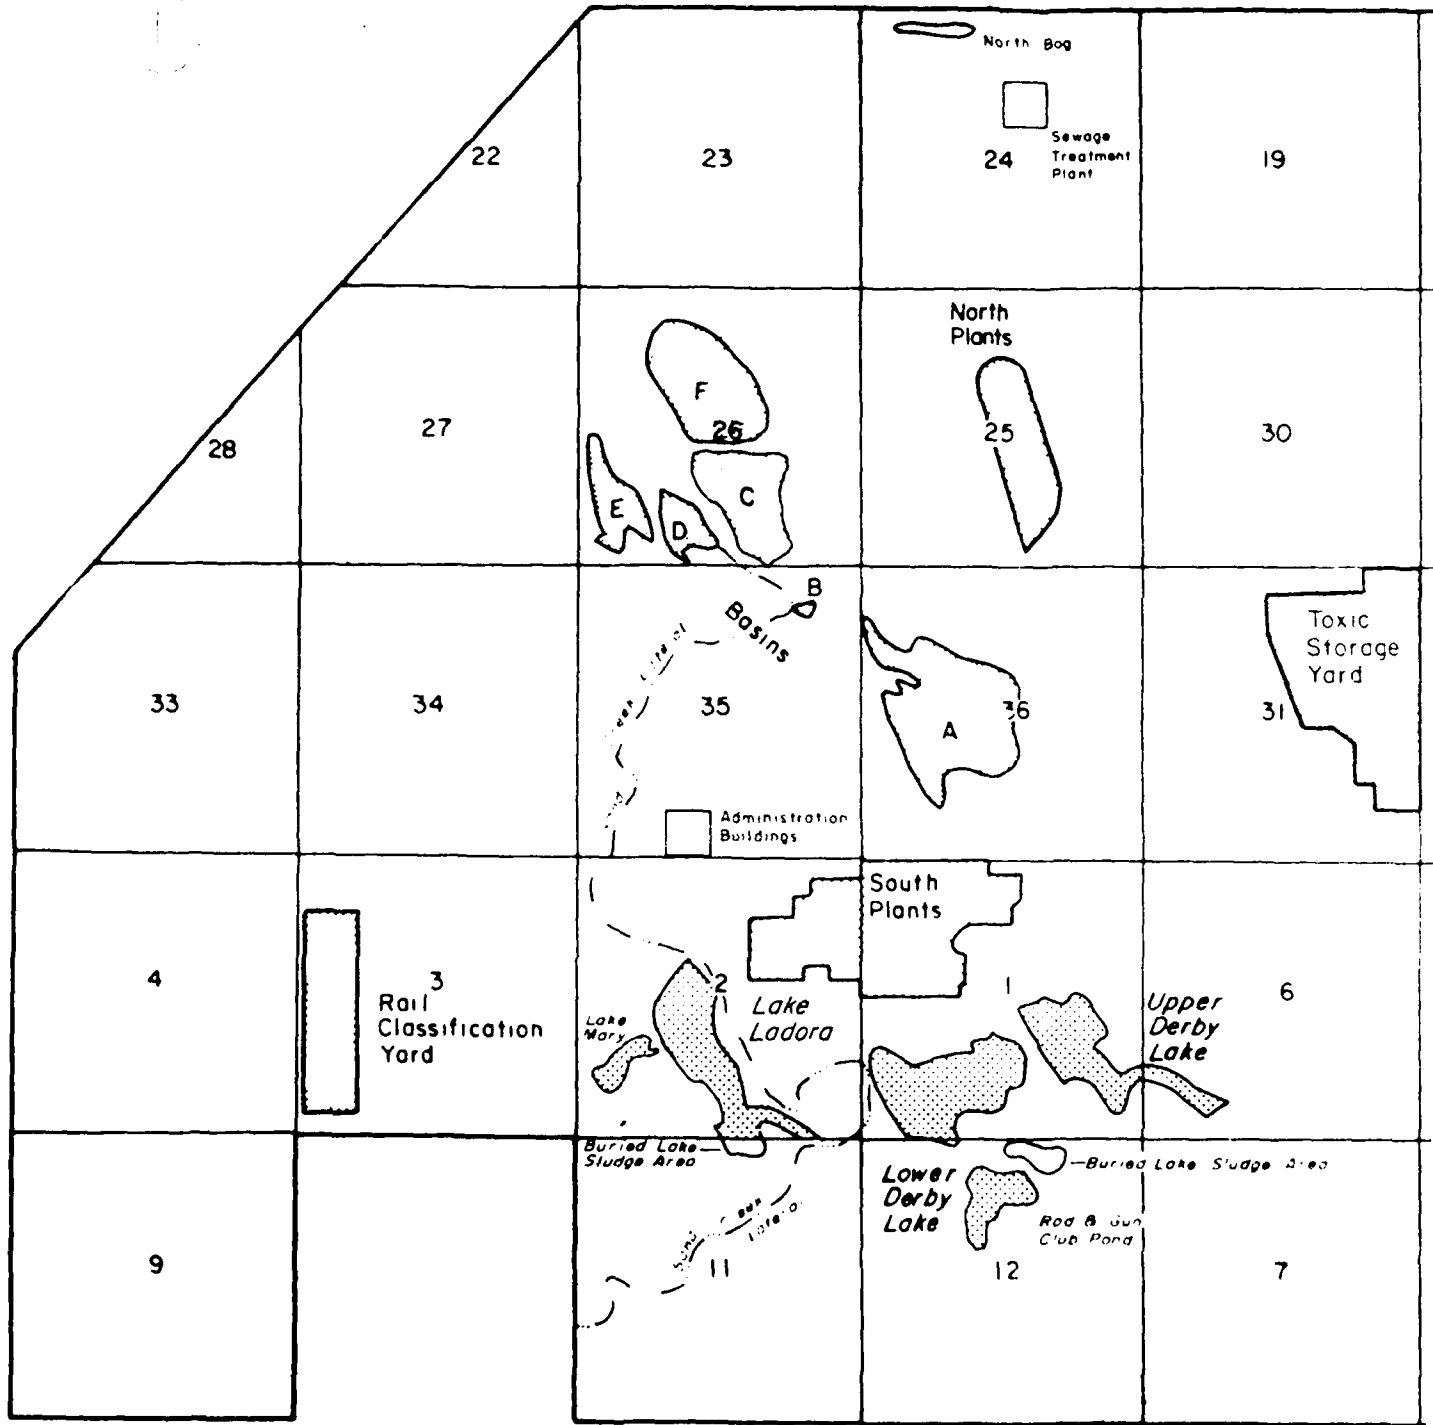 North Bog
Sewage
Treatment
Plant
22
23
24
19
North
Plants
F
28
27
26
25
30
E
D
C
B
Basins
Toxic
Storage
Yard
33
34
35
A
36
31
Administration
Buildings
South
Plants
4
3
2
1
6
Rail
Classification
Yard
Lake
Mary
Lake
Ladora
Upper
Derby
Lake
Buried Lake
Sludge Area
Buried Lake Sludge Area
Lower
Derby
Lake
Rod & Gun
Club Pond
Sand
Lateral
9
11
12
7